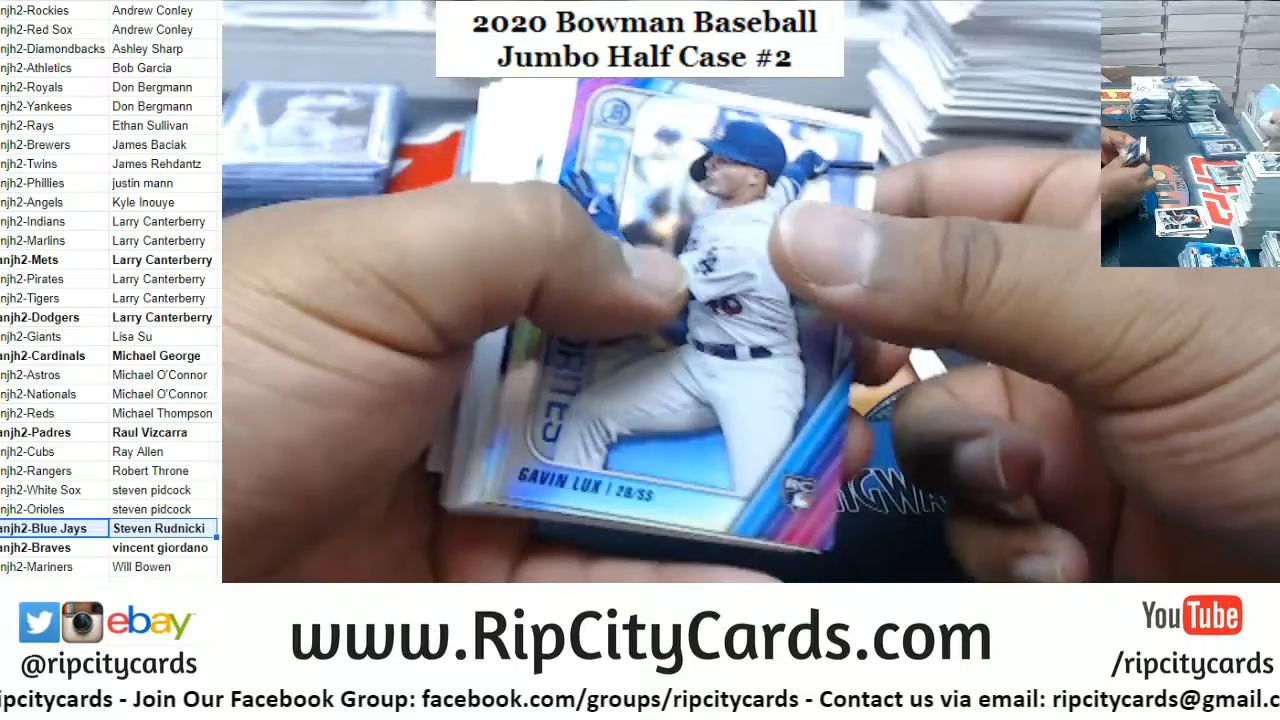 njh2-Rockies Andrew Conley
njh2-Red Sox Andrew Conley
njh2-Diamondbacks Ashley Sharp
njh2-Athletics Bob Garcia
njh2-Royals Don Bergmann
njh2-Yankees Don Bergmann
njh2-Rays Ethan Sullivan
njh2-Brewers James Baciak
njh2-Twins James Rehdantz
njh2-Phillies justin mann
njh2-Angels Kyle Inouye
njh2-Indians Larry Canterberry
njh2-Marlins Larry Canterberry
anjh2-Mets Larry Canterberry
njh2-Pirates Larry Canterberry
njh2-Tigers Larry Canterberry
anjh2-Dodgers Larry Canterberry
njh2-Giants Lisa Su
anjh2-Cardinals Michael George
njh2-Astros Michael O'Connor
njh2-Nationals Michael O'Connor
njh2-Reds Michael Thompson
anjh2-Padres Raul Vizcarra
njh2-Cubs Ray Allen
njh2-Rangers Robert Throne
njh2-White Sox steven pidcock
njh2-Orioles steven pidcock
anjh2-Blue Jays Steven Rudnicki
anjh2-Braves vincent giordano
njh2-Mariners Will Bowen
2020 Bowman Baseball
Jumbo Half Case #2
GAVIN LUX | 2B/SS
RC
ebay
@ripcitycards
www.RipCityCards.com
YouTube
/ripcitycards
ipcitycards - Join Our Facebook Group: facebook.com/groups/ripcitycards - Contact us via email: ripcitycards@gmail.c